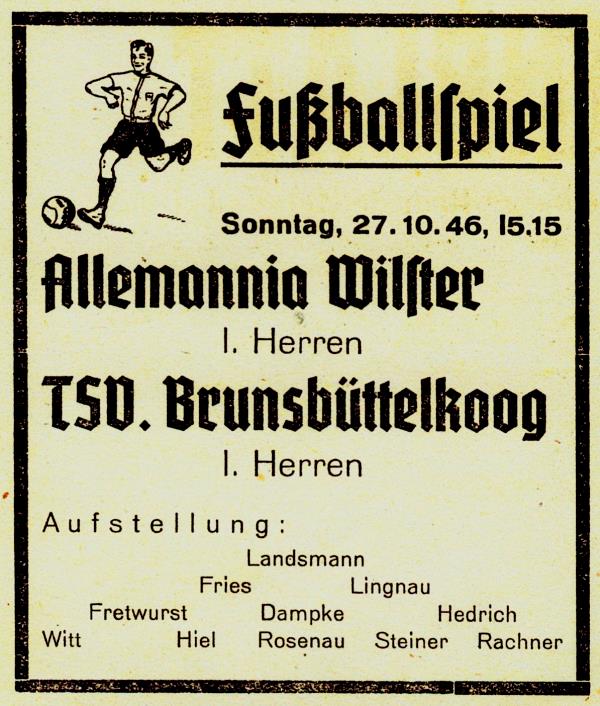 Fußballspiel
Sonntag, 27.10.46, 15.15
Allemannia Wilster
I. Herren
TSV. Brunsbüttelkoog
I. Herren
Aufstellung:
Landsmann
Fries Lingnau
Fretwurst Dampke Hedrich
Witt Hiel Rosenau Steiner Rachner